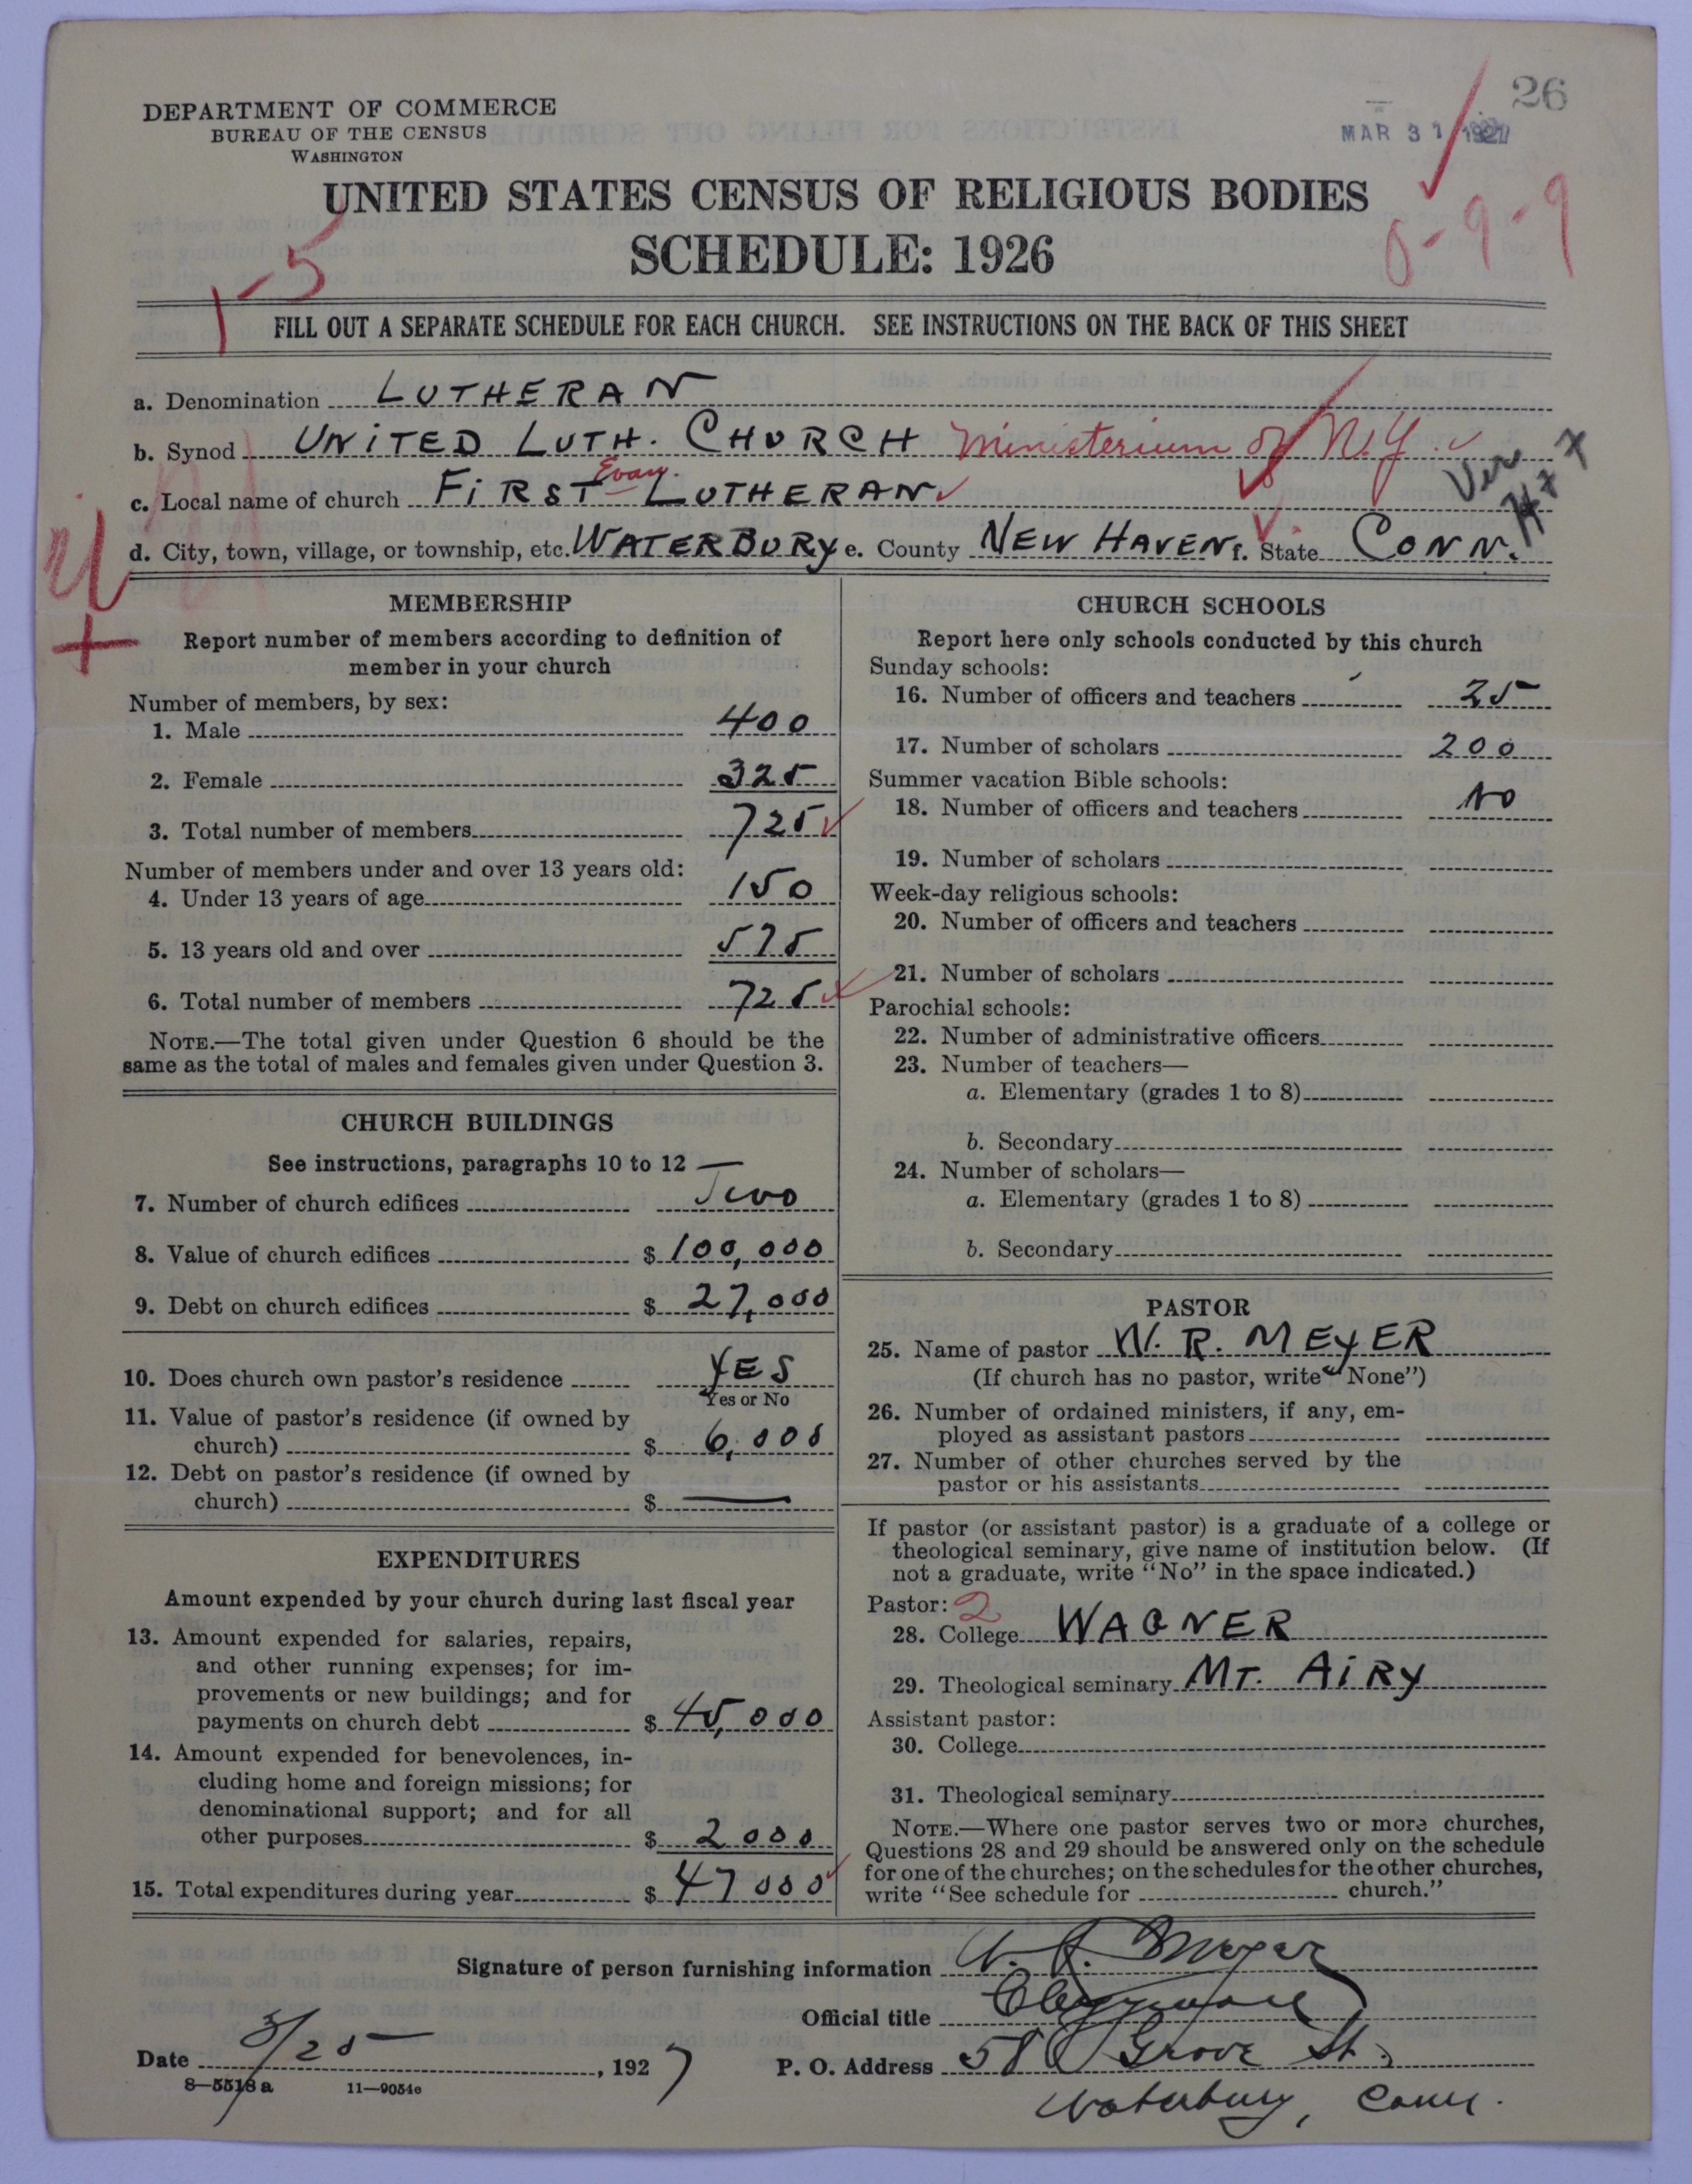 26
MAR 31 1927
DEPARTMENT OF COMMERCE
BUREAU OF THE CENSUS
WASHINGTON
UNITED STATES CENSUS OF RELIGIOUS BODIES
SCHEDULE: 1926
1-5
0-9-9
FILL OUT A SEPARATE SCHEDULE FOR EACH CHURCH. SEE INSTRUCTIONS ON THE BACK OF THIS SHEET
a. Denomination LUTHERAN
b. Synod UNITED LUTH. CHURCH Ministerium of N.Y.
Ver
c. Local name of church FIRST Evan. LUTHERAN
d. City, town, village, or township, etc. WATERBURY e. County NEW HAVEN f. State CONN.
MEMBERSHIP
Report number of members according to definition of
member in your church
Number of members, by sex:
1. Male 400
2. Female 325
3. Total number of members 725
Number of members under and over 13 years old:
4. Under 13 years of age 150
5. 13 years old and over 575
6. Total number of members 725
NOTE.—The total given under Question 6 should be the
same as the total of males and females given under Question 3.
CHURCH BUILDINGS
See instructions, paragraphs 10 to 12
7. Number of church edifices Two
8. Value of church edifices $ 100,000
9. Debt on church edifices $ 27,000
10. Does church own pastor's residence YES
Yes or No
11. Value of pastor's residence (if owned by
church) $ 6,000
12. Debt on pastor's residence (if owned by
church) $ —
EXPENDITURES
Amount expended by your church during last fiscal year
13. Amount expended for salaries, repairs,
and other running expenses; for im-
provements or new buildings; and for
payments on church debt $ 45,000
14. Amount expended for benevolences, in-
cluding home and foreign missions; for
denominational support; and for all
other purposes $ 2000
15. Total expenditures during year $ 47000
CHURCH SCHOOLS
Report here only schools conducted by this church
Sunday schools:
16. Number of officers and teachers 25
17. Number of scholars 200
Summer vacation Bible schools:
18. Number of officers and teachers NO
19. Number of scholars
Week-day religious schools:
20. Number of officers and teachers
21. Number of scholars
Parochial schools:
22. Number of administrative officers
23. Number of teachers—
a. Elementary (grades 1 to 8)
b. Secondary
24. Number of scholars—
a. Elementary (grades 1 to 8)
b. Secondary
PASTOR
25. Name of pastor W. R. MEYER
(If church has no pastor, write "None")
26. Number of ordained ministers, if any, em-
ployed as assistant pastors
27. Number of other churches served by the
pastor or his assistants
If pastor (or assistant pastor) is a graduate of a college or
theological seminary, give name of institution below. (If
not a graduate, write "No" in the space indicated.)
Pastor: 2
28. College WAGNER
29. Theological seminary MT. AIRY
Assistant pastor:
30. College
31. Theological seminary
NOTE.—Where one pastor serves two or more churches,
Questions 28 and 29 should be answered only on the schedule
for one of the churches; on the schedules for the other churches,
write "See schedule for church."
Signature of person furnishing information W. R. Meyer
Official title Clergyman
Date 3/25, 1927
P. O. Address 58 Grove St.,
Waterbury, Conn.
8—5518 a 11—9054e